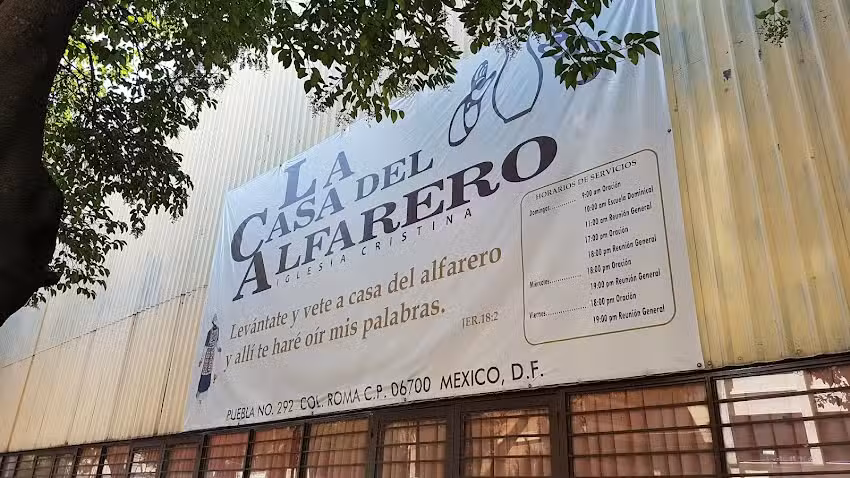 LA
CASA DEL
ALFARERO
IGLESIA CRISTINA
Levántate y vete a casa del alfarero
y allí te haré oír mis palabras.
JER.18:2
PUEBLA NO. 292 COL. ROMA C.P. 06700 MEXICO, D.F.
HORARIOS DE SERVICIOS
Domingos............ 9:00 am Oración
10:00 am Escuela Dominical
11:00 am Reunión General
17:00 pm Oración
18:00 pm Reunión General
Miércoles............ 18:00 pm Oración
19:00 pm Reunión General
Viernes............ 18:00 pm Oración
19:00 pm Reunión General